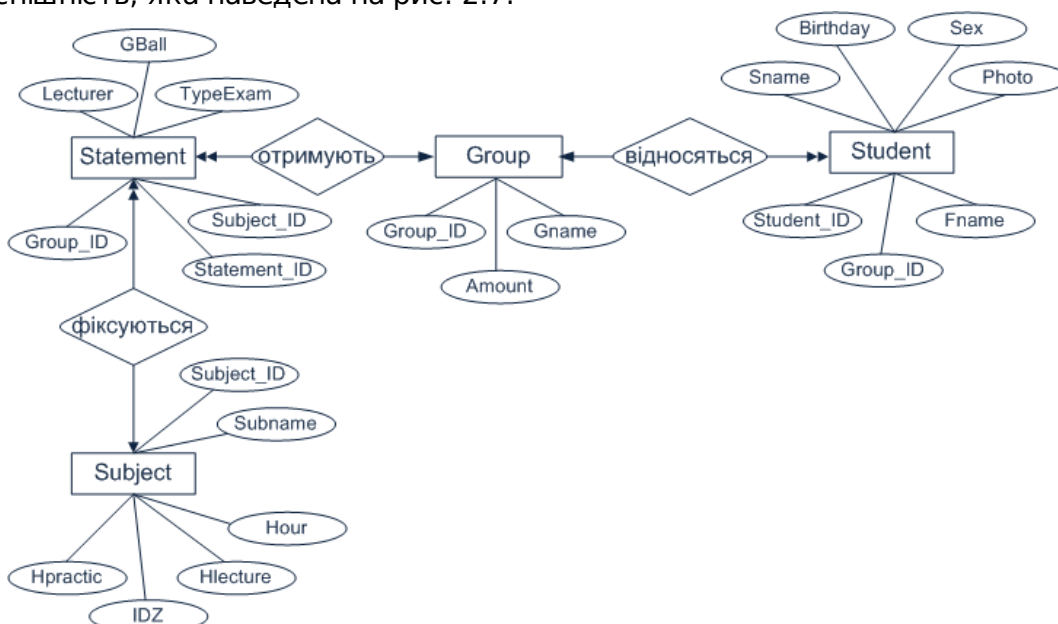 яка наведена на рис. 2.7.
GBall
Birthday
Sex
Lecturer
TypeExam
Sname
Photo
Statement
отримують
Group
відносяться
Student
Group_ID
Subject_ID
Statement_ID
Group_ID
Gname
Amount
Student_ID
Fname
Group_ID
фіксуються
Subject_ID
Subname
Subject
Hour
Hpractic
Hlecture
IDZ